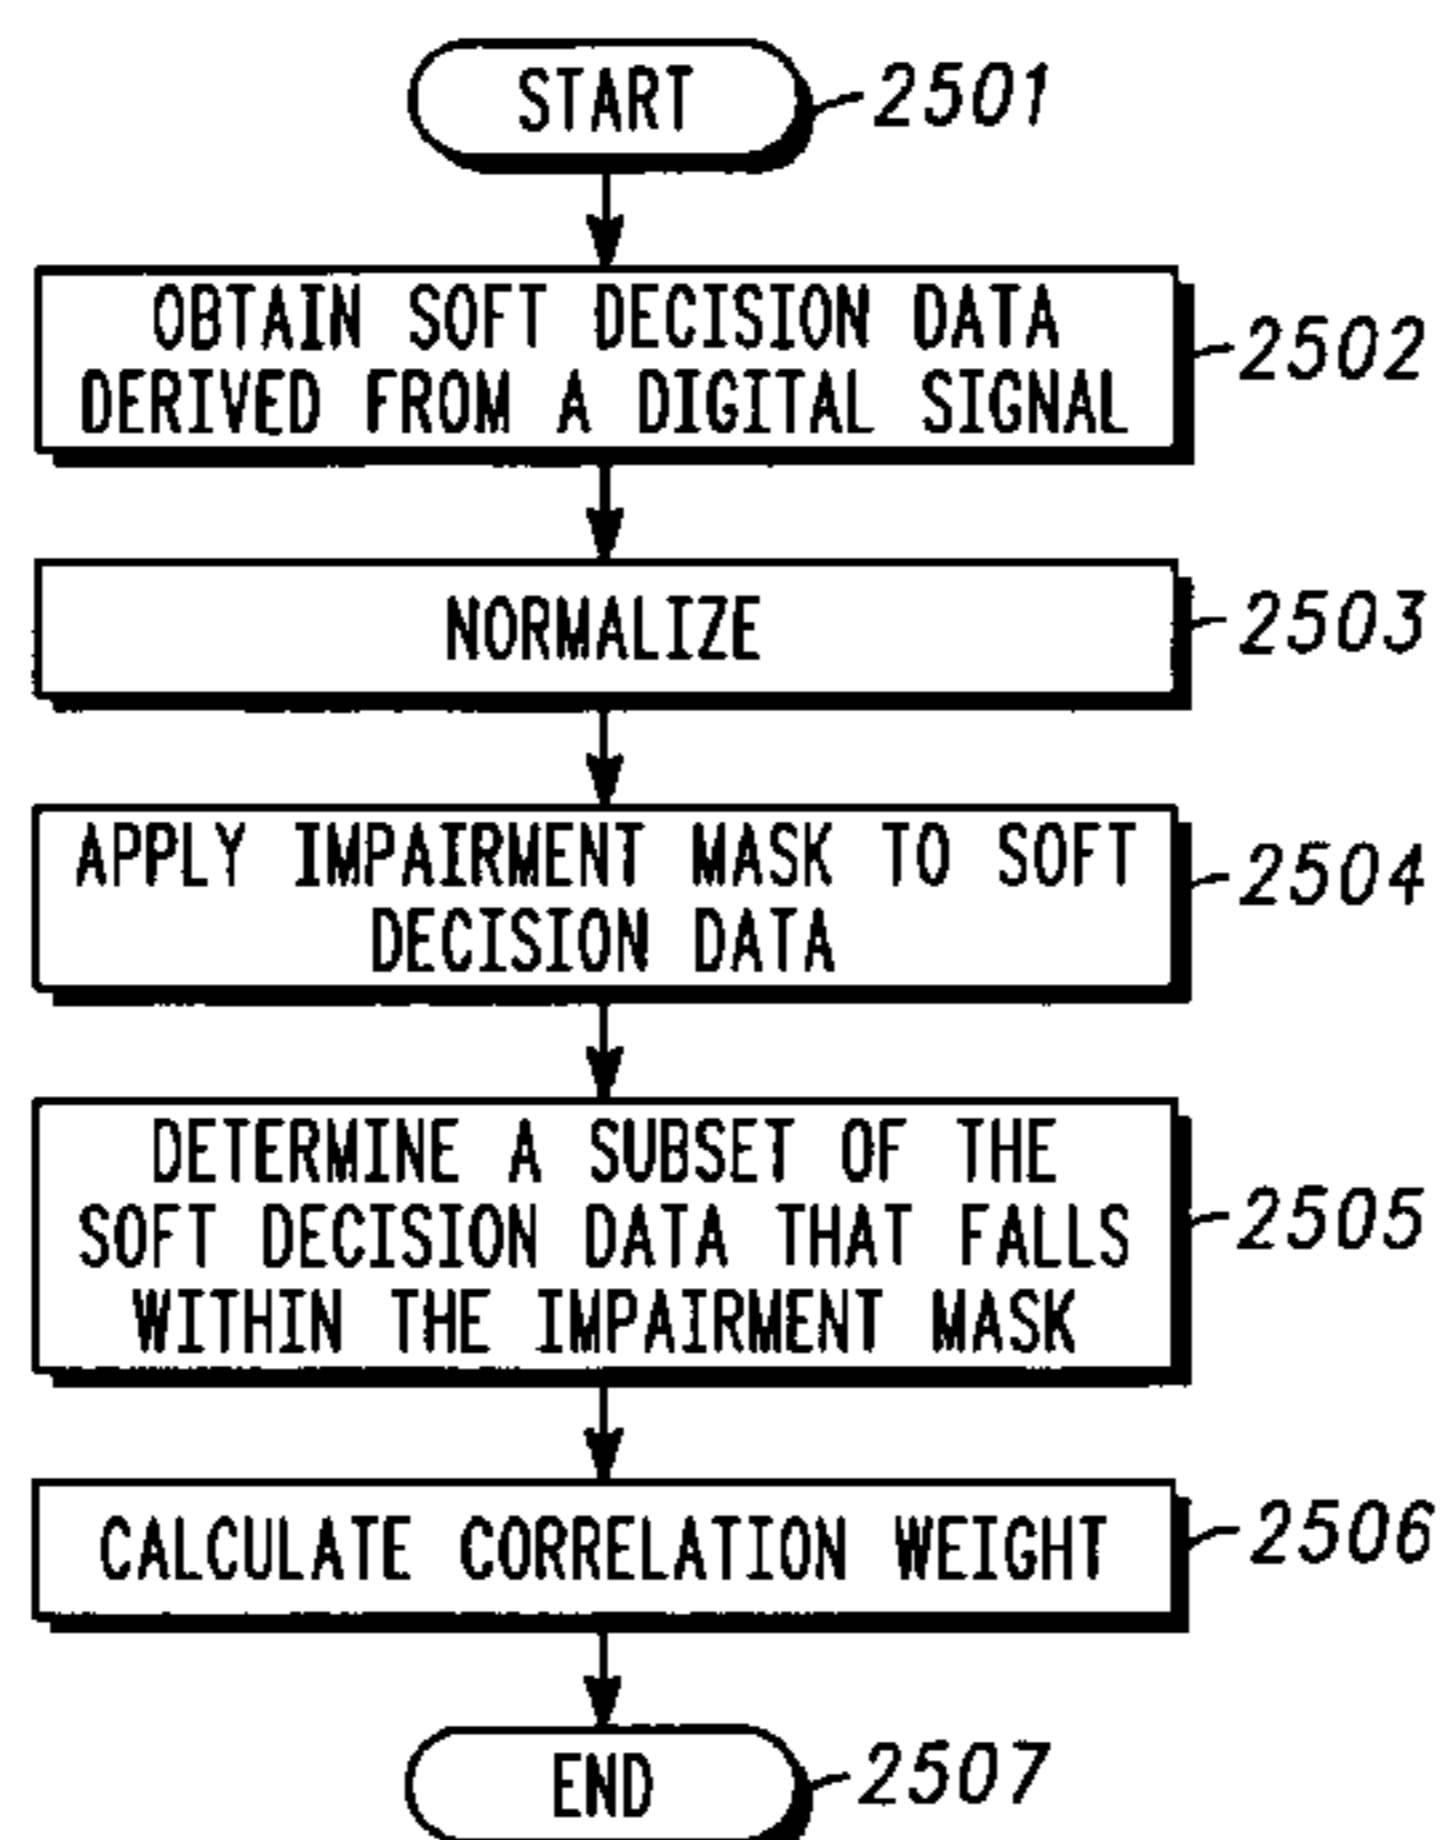 START
2501
OBTAIN SOFT DECISION DATA
DERIVED FROM A DIGITAL SIGNAL
2502
NORMALIZE
2503
APPLY IMPAIRMENT MASK TO SOFT
DECISION DATA
2504
DETERMINE A SUBSET OF THE
SOFT DECISION DATA THAT FALLS
WITHIN THE IMPAIRMENT MASK
2505
CALCULATE CORRELATION WEIGHT
2506
END
2507